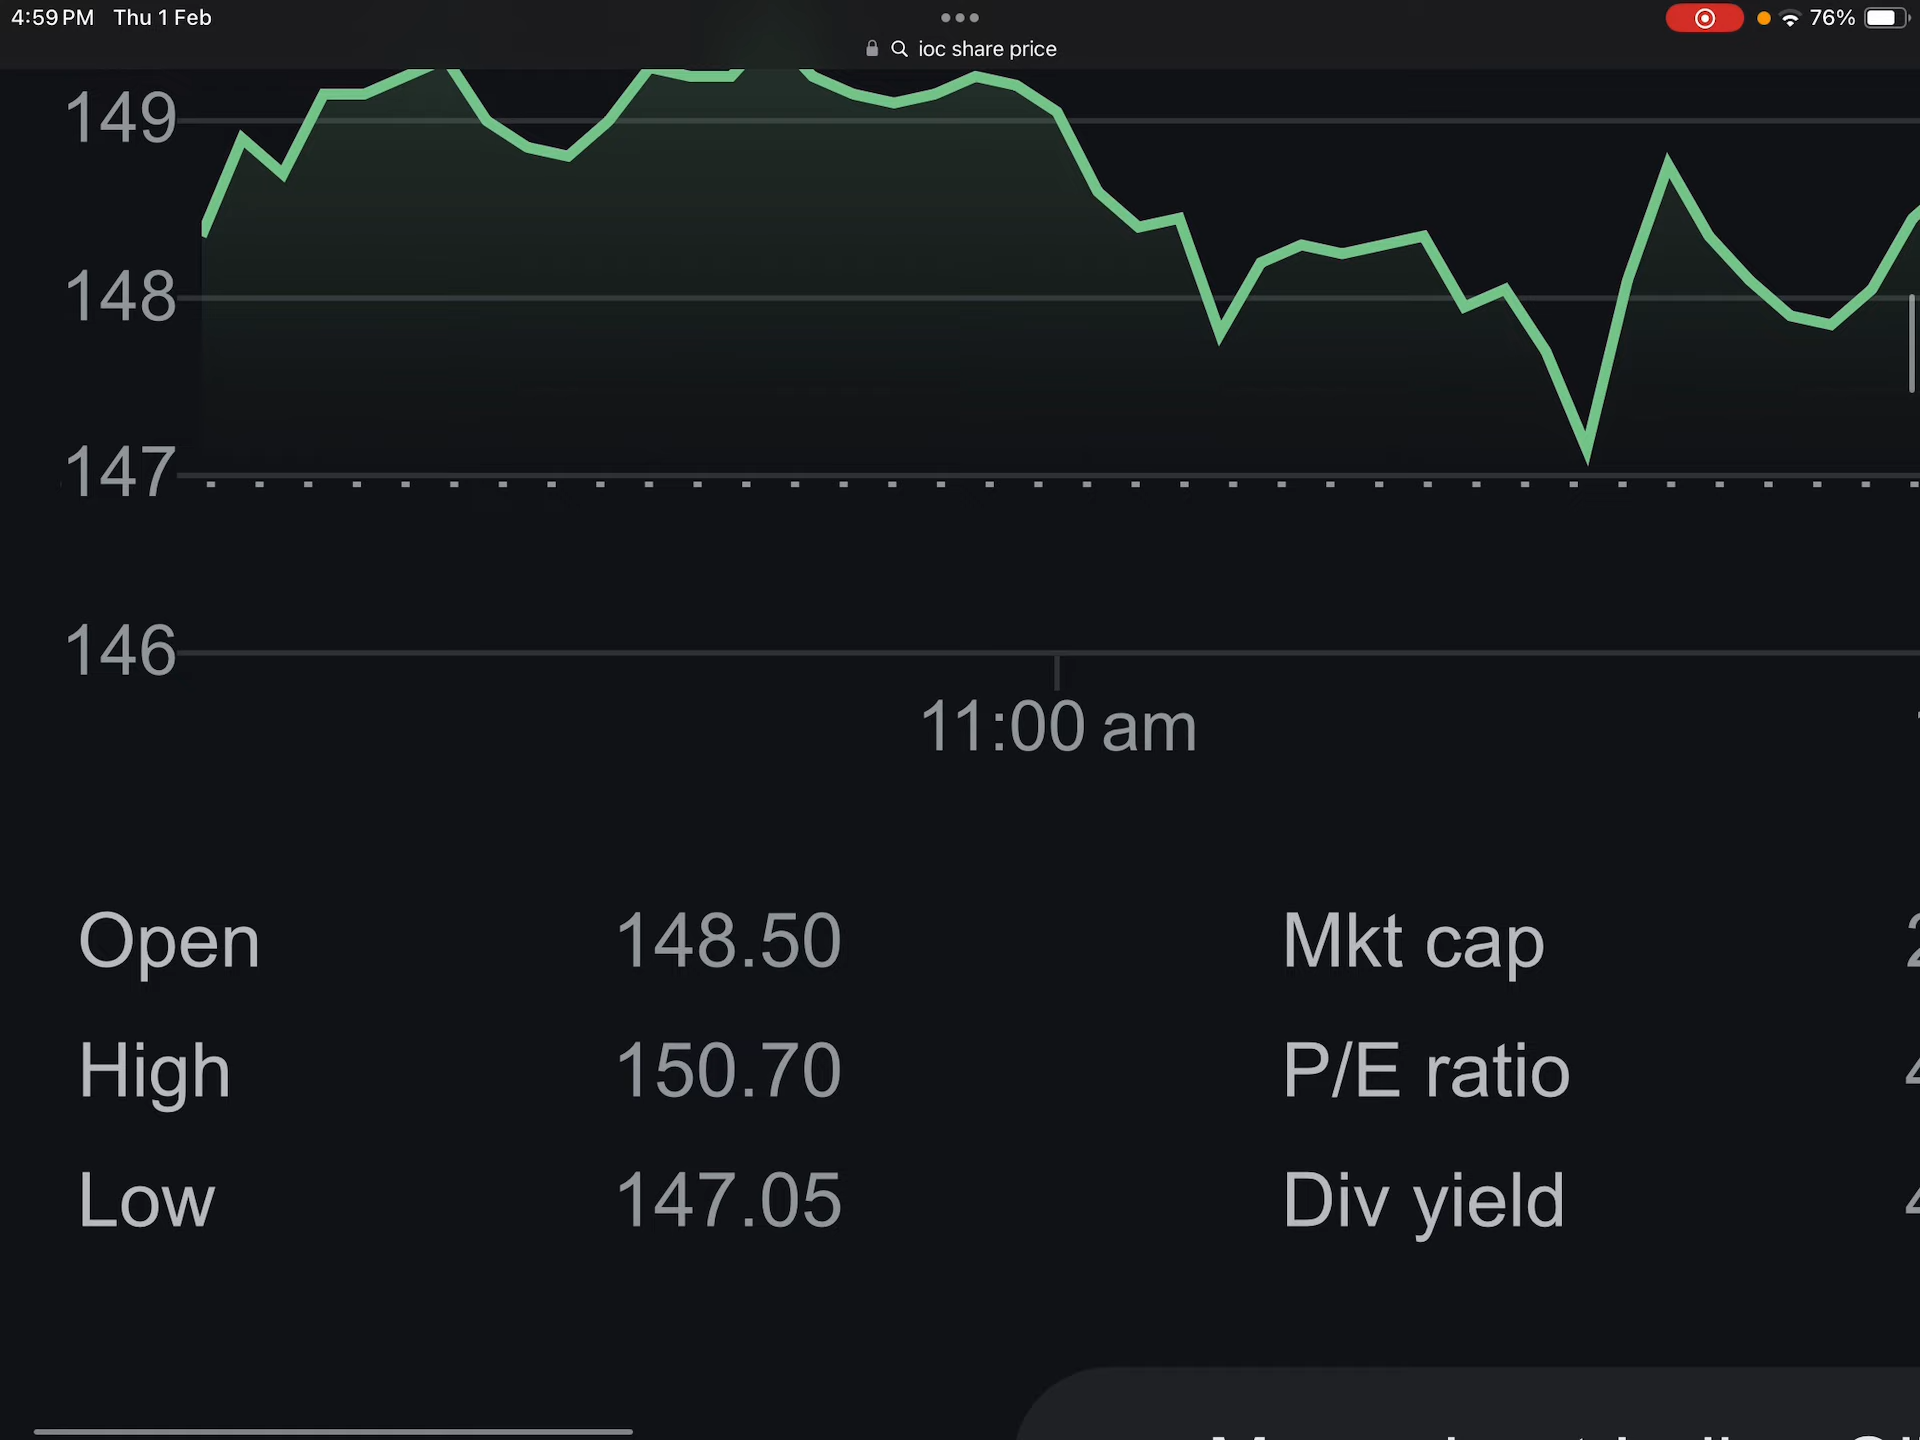 4:59 PM Thu 1 Feb
76%
ioc share price
149
148
147
146
11:00 am
Open 148.50 Mkt cap
High 150.70 P/E ratio
Low 147.05 Div yield